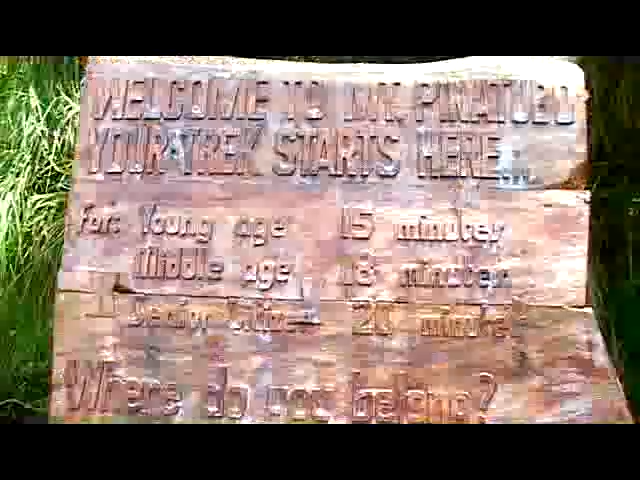 WELCOME TO MT. PINATUBO
YOUR TREK STARTS HERE...
For: Young age 15 minutes
Middle age 18 minutes
Senior Citizen 20 minutes
Where do you belong?